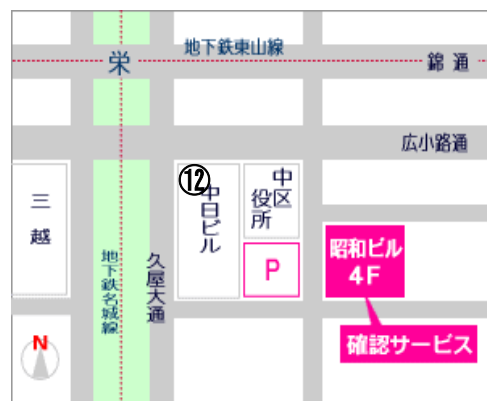 地下鉄東山線
栄
錦通
広小路通
三越
⑫
中日ビル
中区
役所
P
昭和ビル
4F
地下鉄名城線
久屋大通
確認サービス
N